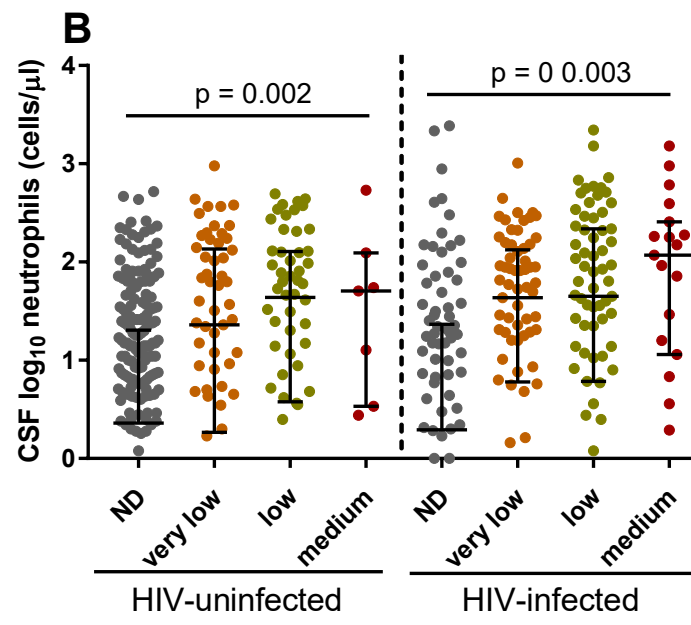 B
CSF log10 neutrophils (cells/µl)
4
3
2
1
0
p = 0.002
p = 0 0.003
ND
very low
low
medium
ND
very low
low
medium
HIV-uninfected
HIV-infected